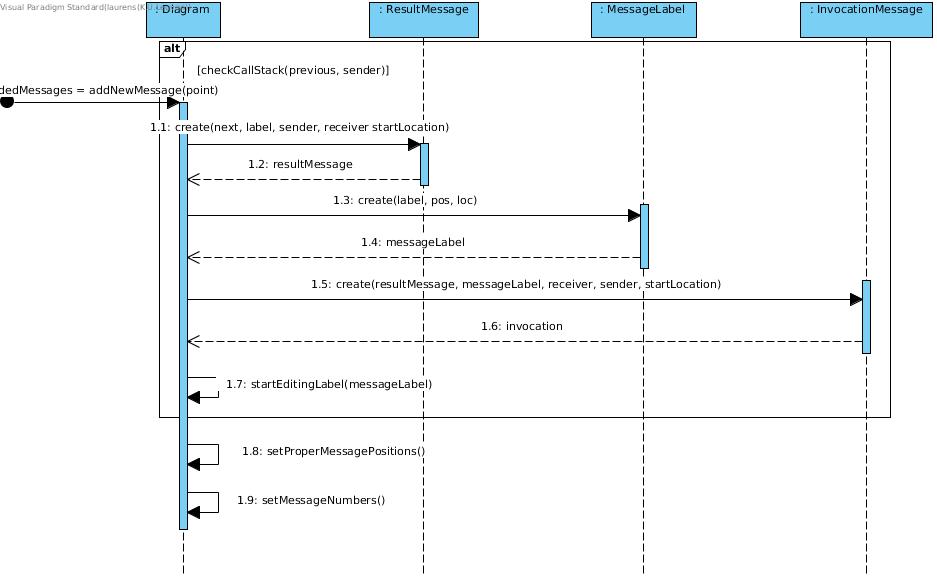 Visual Paradigm Standard(laurens(K
: Diagram
: ResultMessage
: MessageLabel
: InvocationMessage
alt
[checkCallStack(previous, sender)]
dedMessages = addNewMessage(point)
1.1: create(next, label, sender, receiver startLocation)
1.2: resultMessage
1.3: create(label, pos, loc)
1.4: messageLabel
1.5: create(resultMessage, messageLabel, receiver, sender, startLocation)
1.6: invocation
1.7: startEditingLabel(messageLabel)
1.8: setProperMessagePositions()
1.9: setMessageNumbers()